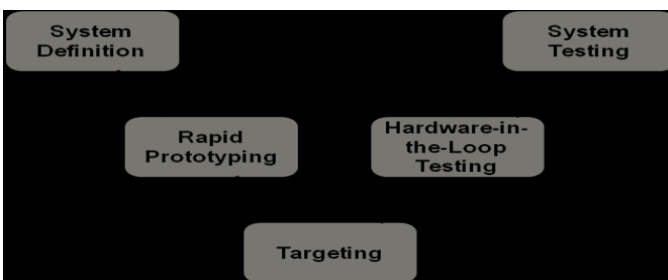 System
Definition
System
Testing
Rapid
Prototyping
Hardware-in-
the-Loop
Testing
Targeting